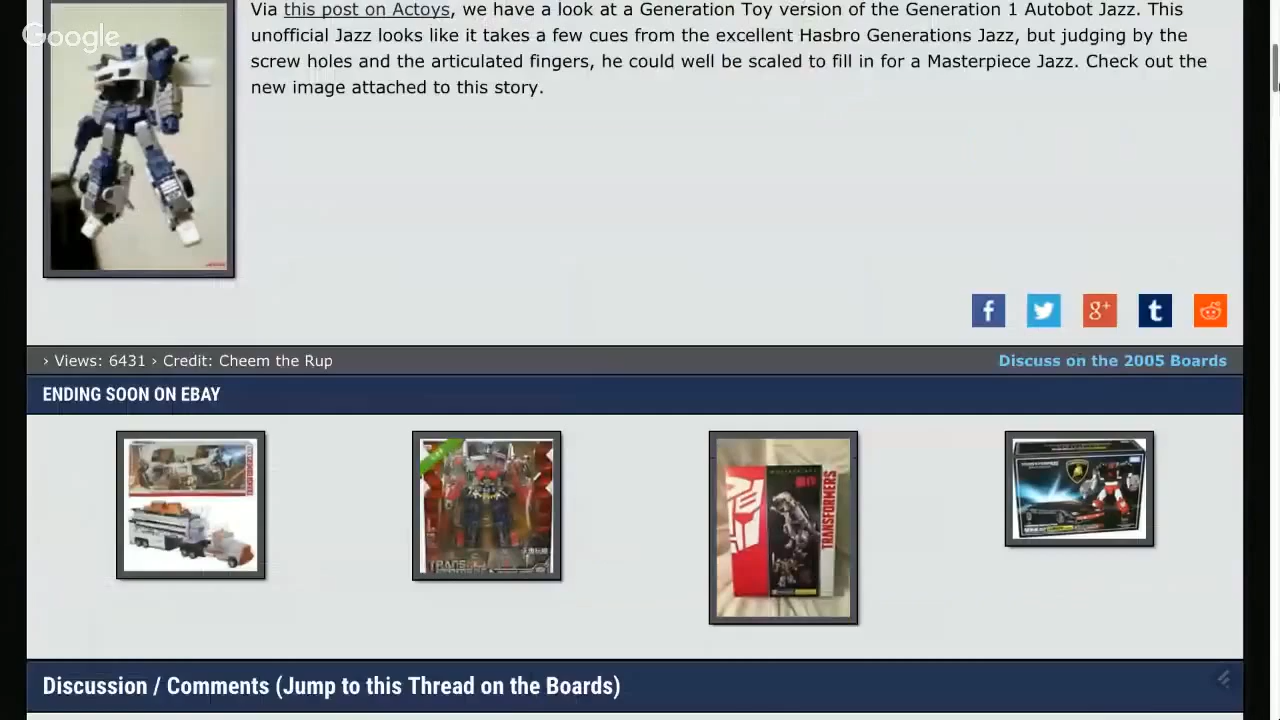 Google
Via this post on Actoys, we have a look at a Generation Toy version of the Generation 1 Autobot Jazz. This
unofficial Jazz looks like it takes a few cues from the excellent Hasbro Generations Jazz, but judging by the
screw holes and the articulated fingers, he could well be scaled to fill in for a Masterpiece Jazz. Check out the
new image attached to this story.
f
g+
t
› Views: 6431 › Credit: Cheem the Rup
Discuss on the 2005 Boards
ENDING SOON ON EBAY
TRANSFORMERS
Discussion / Comments (Jump to this Thread on the Boards)